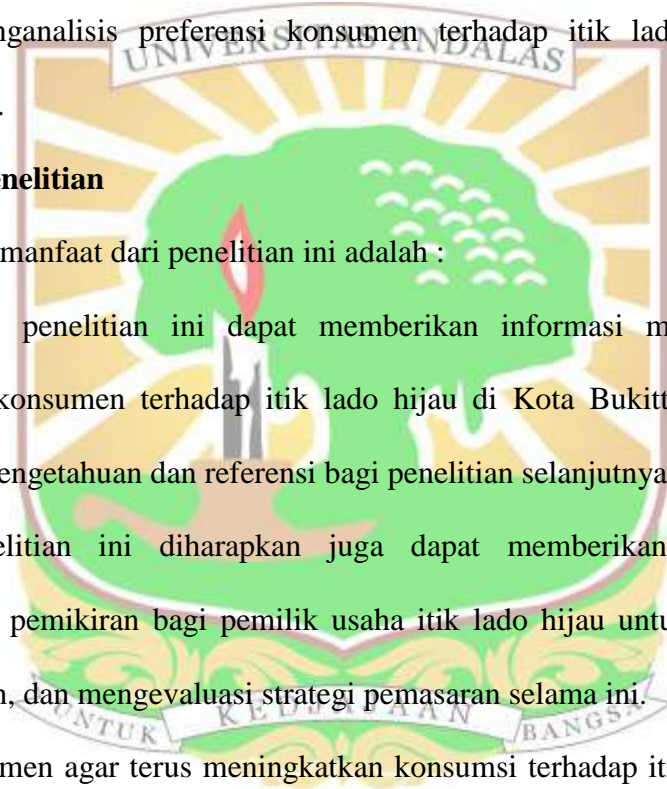 nganalisis preferensi konsumen terhadap itik lad
UNIVERSITAS ANDALAS
.
enelitian
manfaat dari penelitian ini adalah :
penelitian ini dapat memberikan informasi m
konsumen terhadap itik lado hijau di Kota Bukitt
engetahuan dan referensi bagi penelitian selanjutnya
elitian ini diharapkan juga dapat memberikan
pemikiran bagi pemilik usaha itik lado hijau untu
n, dan mengevaluasi strategi pemasaran selama ini.
UNTUK KEDJAJAAN BANGSA
men agar terus meningkatkan konsumsi terhadap it